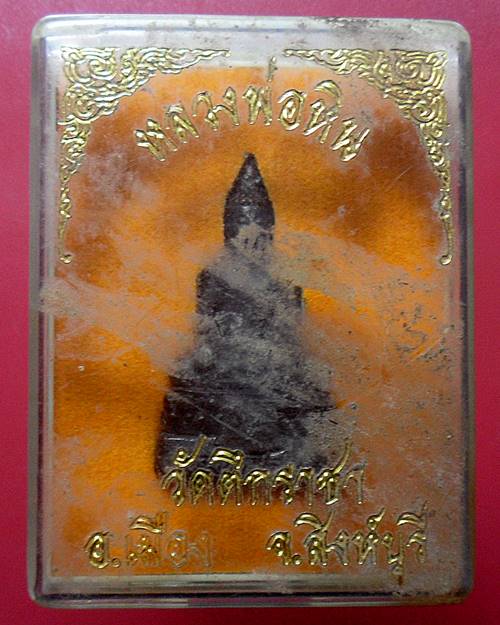 หลวงพ่อหิน
วัดตึกราชา
อ.เมือง จ.สิงห์บุรี